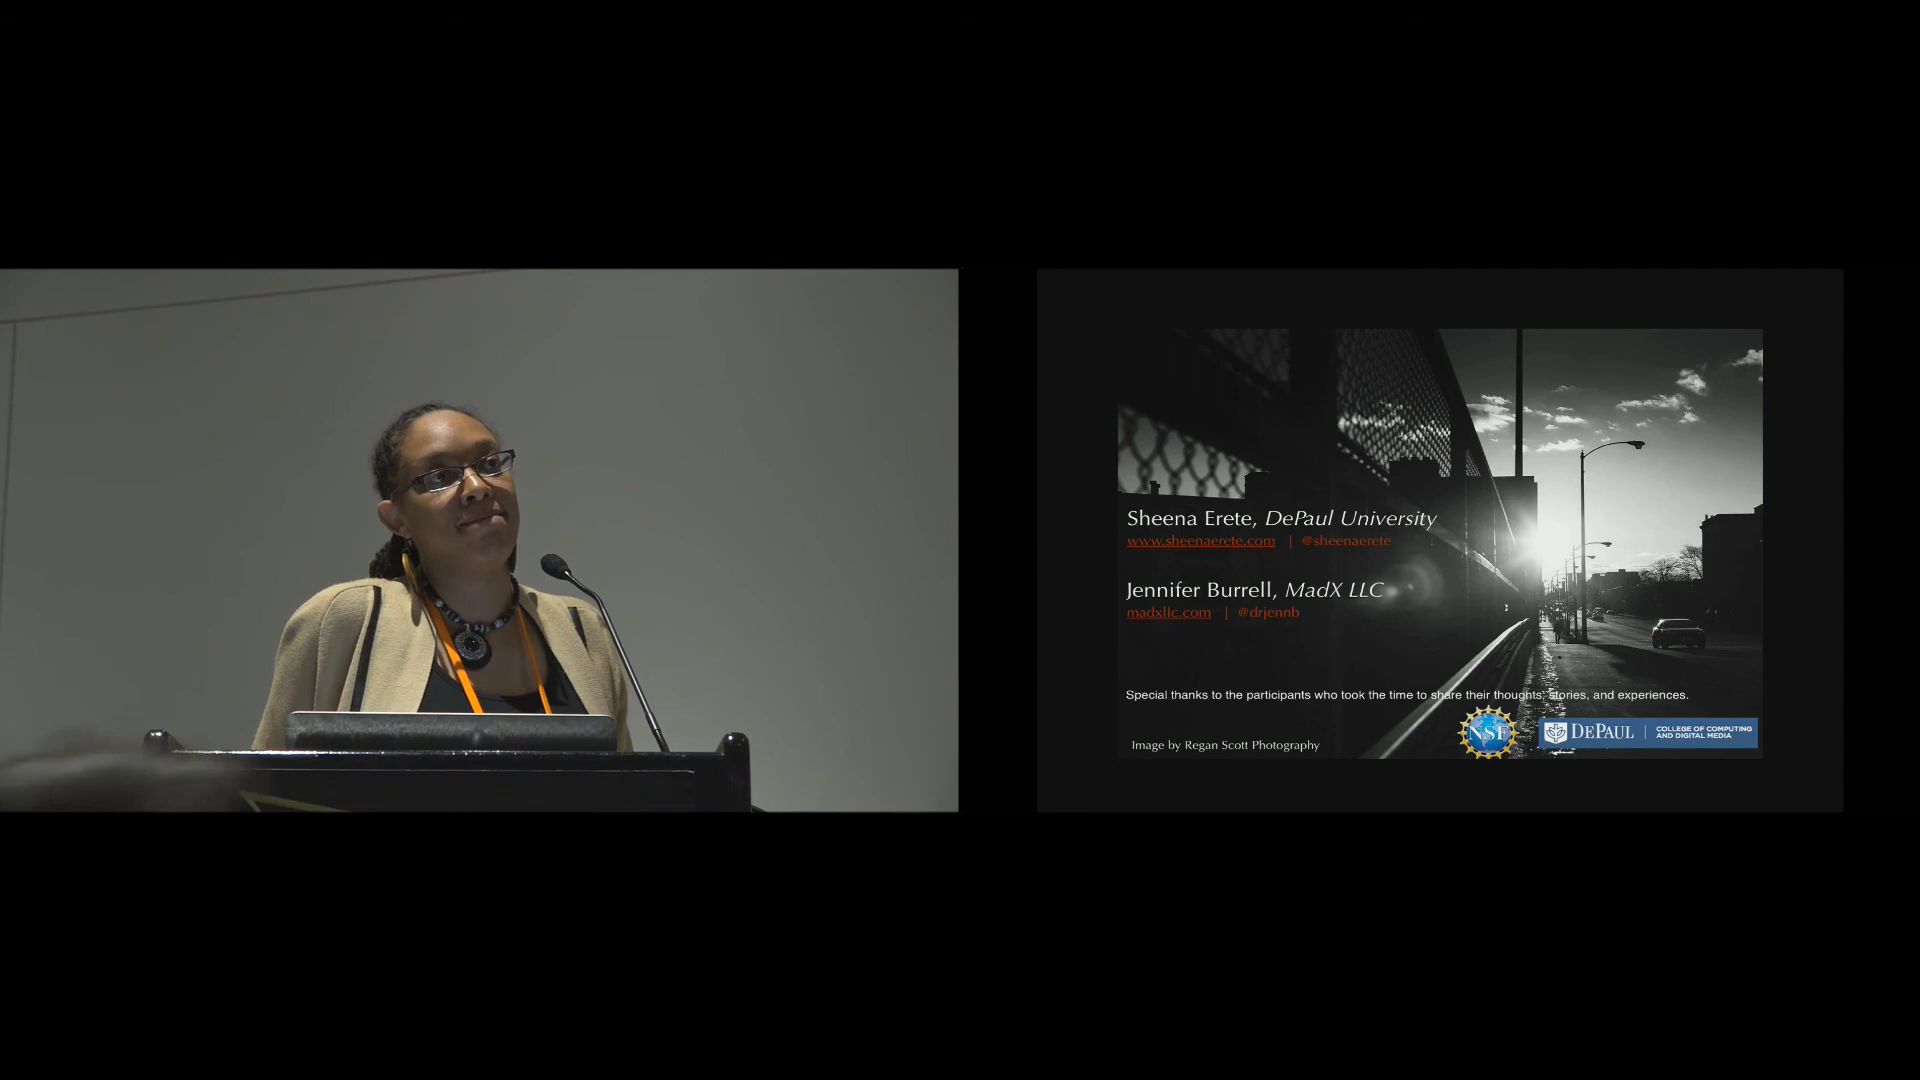 Sheena Erete, DePaul University
www.sheenaerete.com | @sheenaerete
Jennifer Burrell, MadX LLC
madxllc.com | @drjennb
Special thanks to the participants who took the time to share their thoughts, stories, and experiences.
Image by Regan Scott Photography
NSF
DEPAUL | COLLEGE OF COMPUTING
AND DIGITAL MEDIA